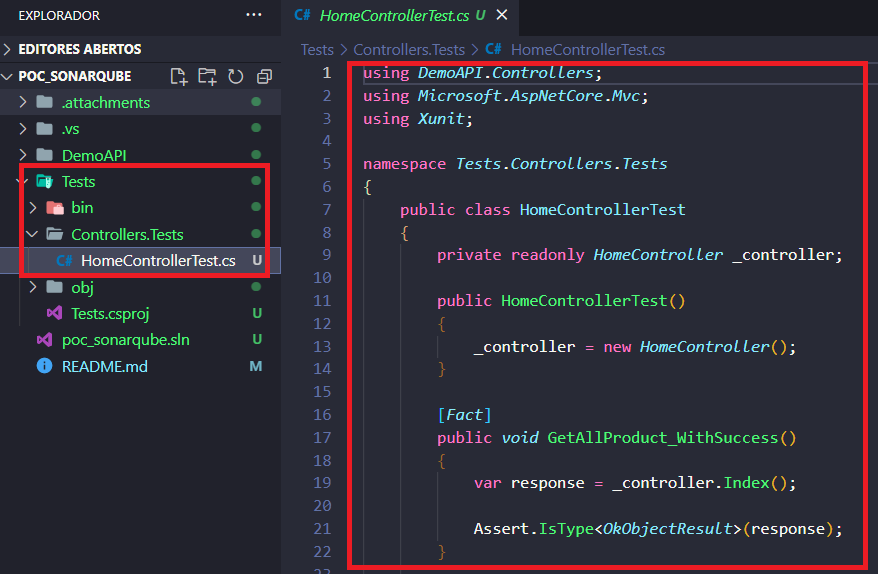 EXPLORADOR ···
EDITORES ABERTOS
POC_SONARQUBE
.attachments
.vs
DemoAPI
Tests
bin
Controllers.Tests
C# HomeControllerTest.cs U
obj
Tests.csproj U
poc_sonarqube.sln U
README.md M
C# HomeControllerTest.cs U
Tests > Controllers.Tests > C# HomeControllerTest.cs
1 using DemoAPI.Controllers;
2 using Microsoft.AspNetCore.Mvc;
3 using Xunit;
4
5 namespace Tests.Controllers.Tests
6 {
7 public class HomeControllerTest
8 {
9 private readonly HomeController _controller;
10
11 public HomeControllerTest()
12 {
13 _controller = new HomeController();
14 }
15
16 [Fact]
17 public void GetAllProduct_WithSuccess()
18 {
19 var response = _controller.Index();
20
21 Assert.IsType<OkObjectResult>(response);
22 }
23